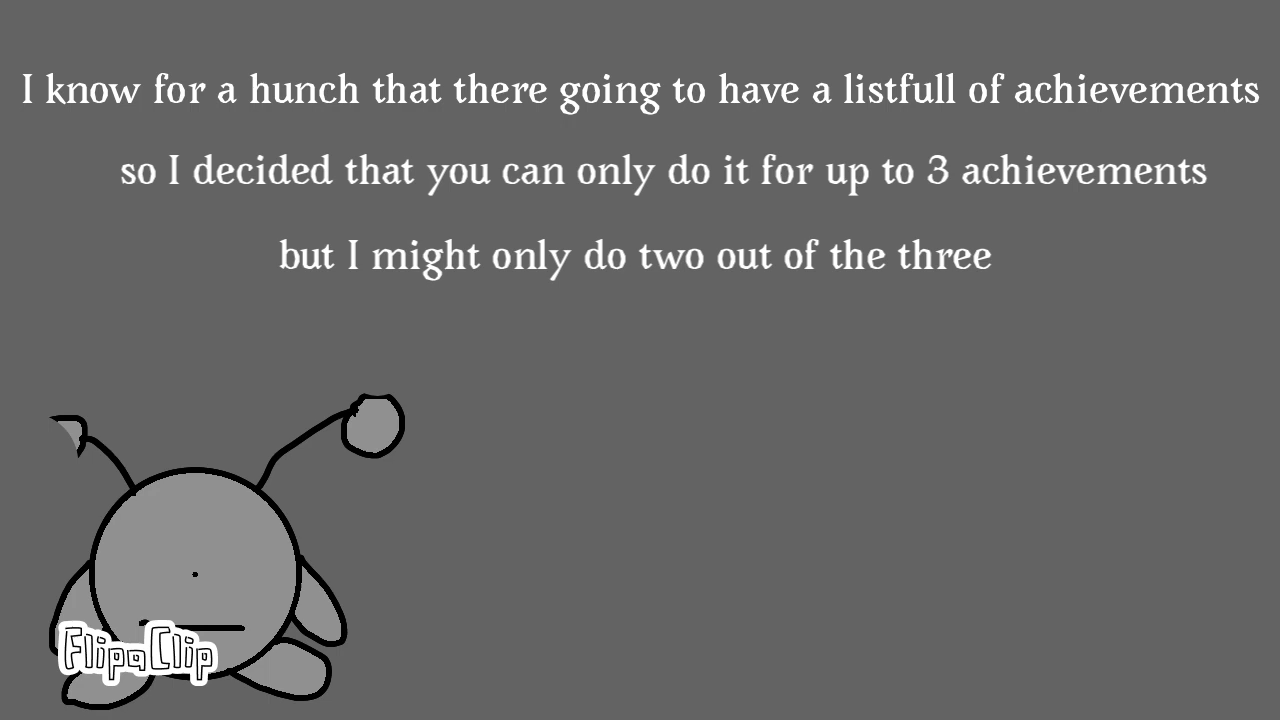 I know for a hunch that there going to have a listfull of achievements
so I decided that you can only do it for up to 3 achievements
but I might only do two out of the three
FlipaClip